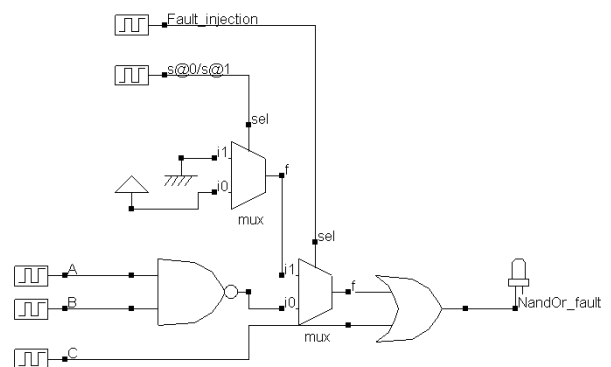 Fault_injection
s@0/s@1
sel
i1
f
i0
mux
sel
A
i1
f
B
i0
NandOr_fault
mux
C